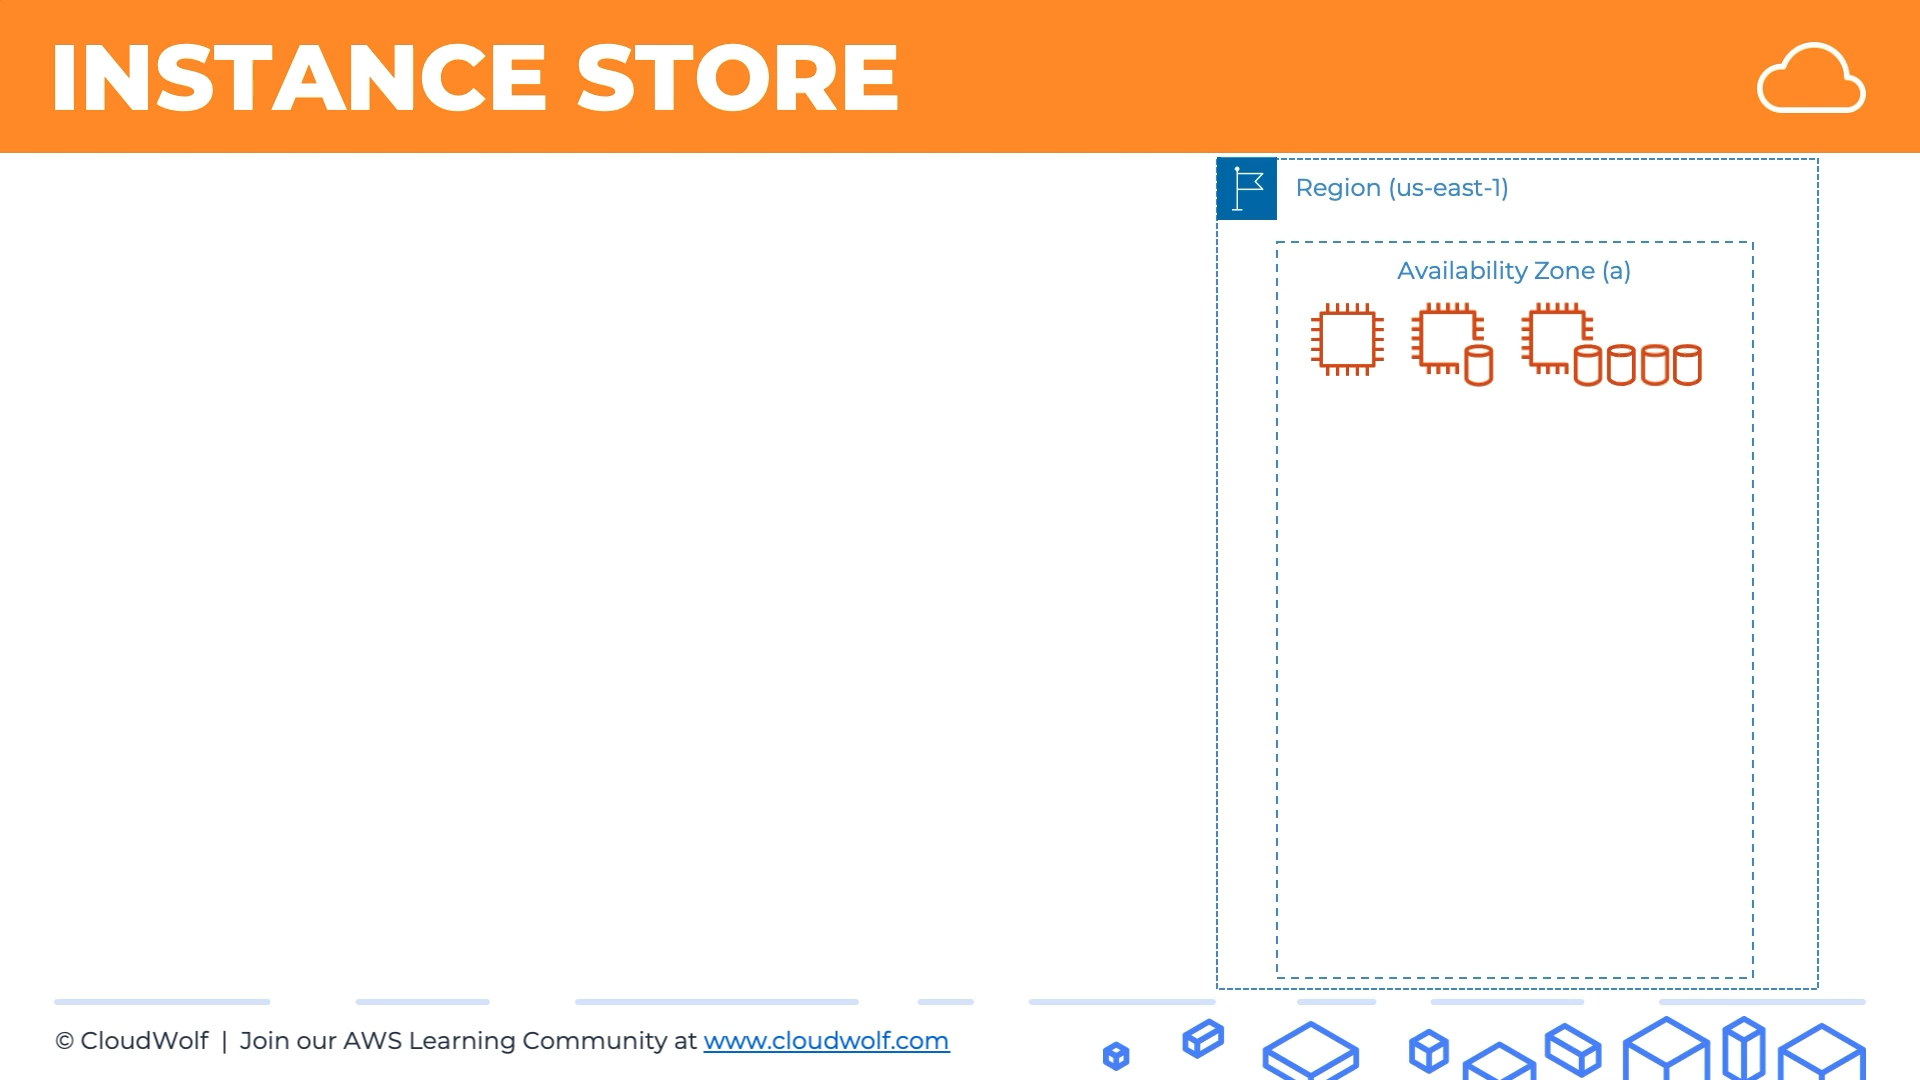 INSTANCE STORE
Region (us-east-1)
Availability Zone (a)
© CloudWolf | Join our AWS Learning Community at www.cloudwolf.com